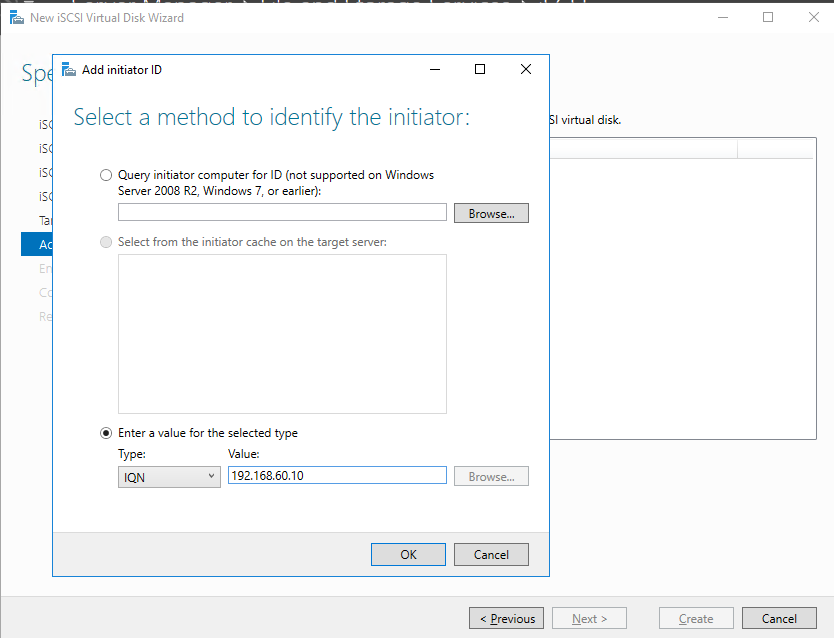 New iSCSI Virtual Disk Wizard
Add initiator ID
Select a method to identify the initiator:
SI virtual disk.
Query initiator computer for ID (not supported on Windows
Server 2008 R2, Windows 7, or earlier):
Browse...
Select from the initiator cache on the target server:
Enter a value for the selected type
Type:
Value:
IQN
192.168.60.10
Browse...
OK
Cancel
Spe
iSC
iSC
iSC
iSC
Tar
Ad
En
Co
Re
< Previous
Next >
Create
Cancel